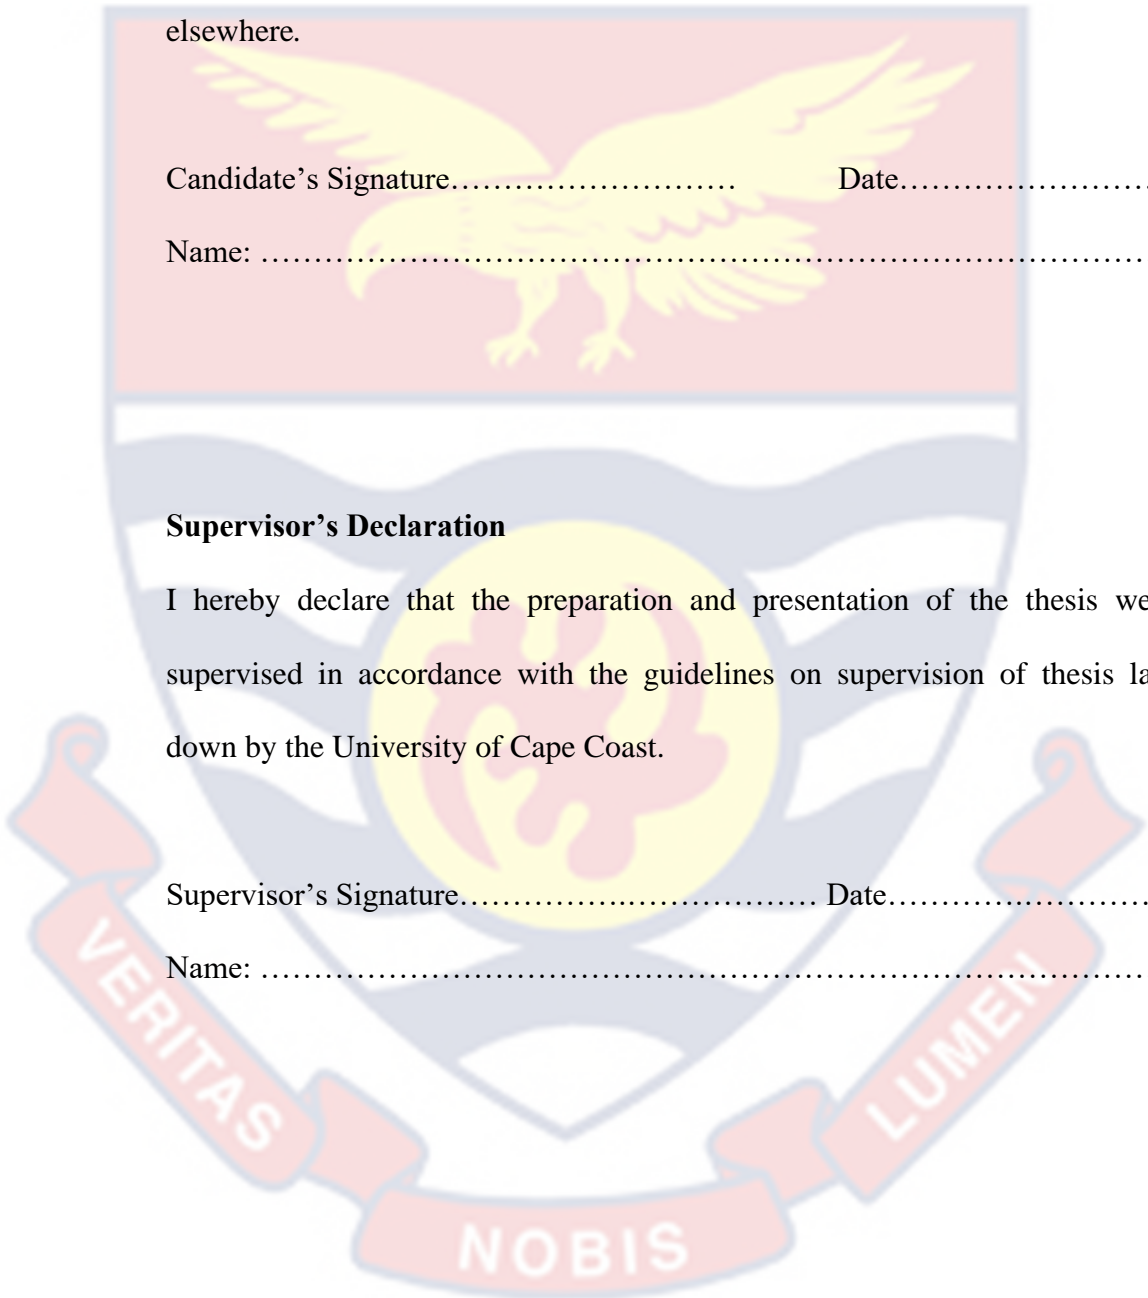 elsewhere.
Candidate’s Signature……………………… Date……………………
Name: …………………………………………………………………………
Supervisor’s Declaration
I hereby declare that the preparation and presentation of the thesis we
supervised in accordance with the guidelines on supervision of thesis la
down by the University of Cape Coast.
Supervisor’s Signature…………….……………… Date………….…………
Name: ……………….…………………………………………………….……
VERITAS
NOBIS
LUMEN